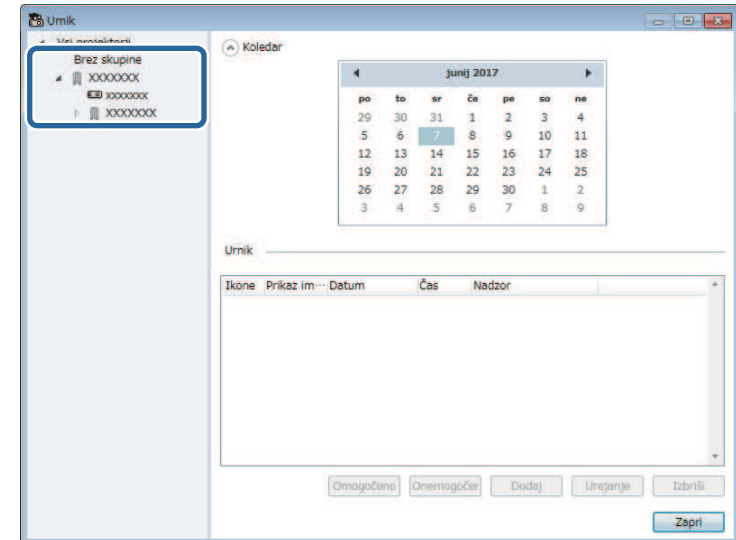 Urnik
Vsi projektorji
Brez skupine
XXXXXXX
XXXXXXX
XXXXXXX
Koledar
junij 2017
po to sr če pe so ne
29 30 31 1 2 3 4
5 6 7 8 9 10 11
12 13 14 15 16 17 18
19 20 21 22 23 24 25
26 27 28 29 30 1 2
3 4 5 6 7 8 9
Urnik
Ikone Prikaz im··· Datum Čas Nadzor
Omogočeno Onemogočer Dodaj Urejanje Izbriši
Zapri